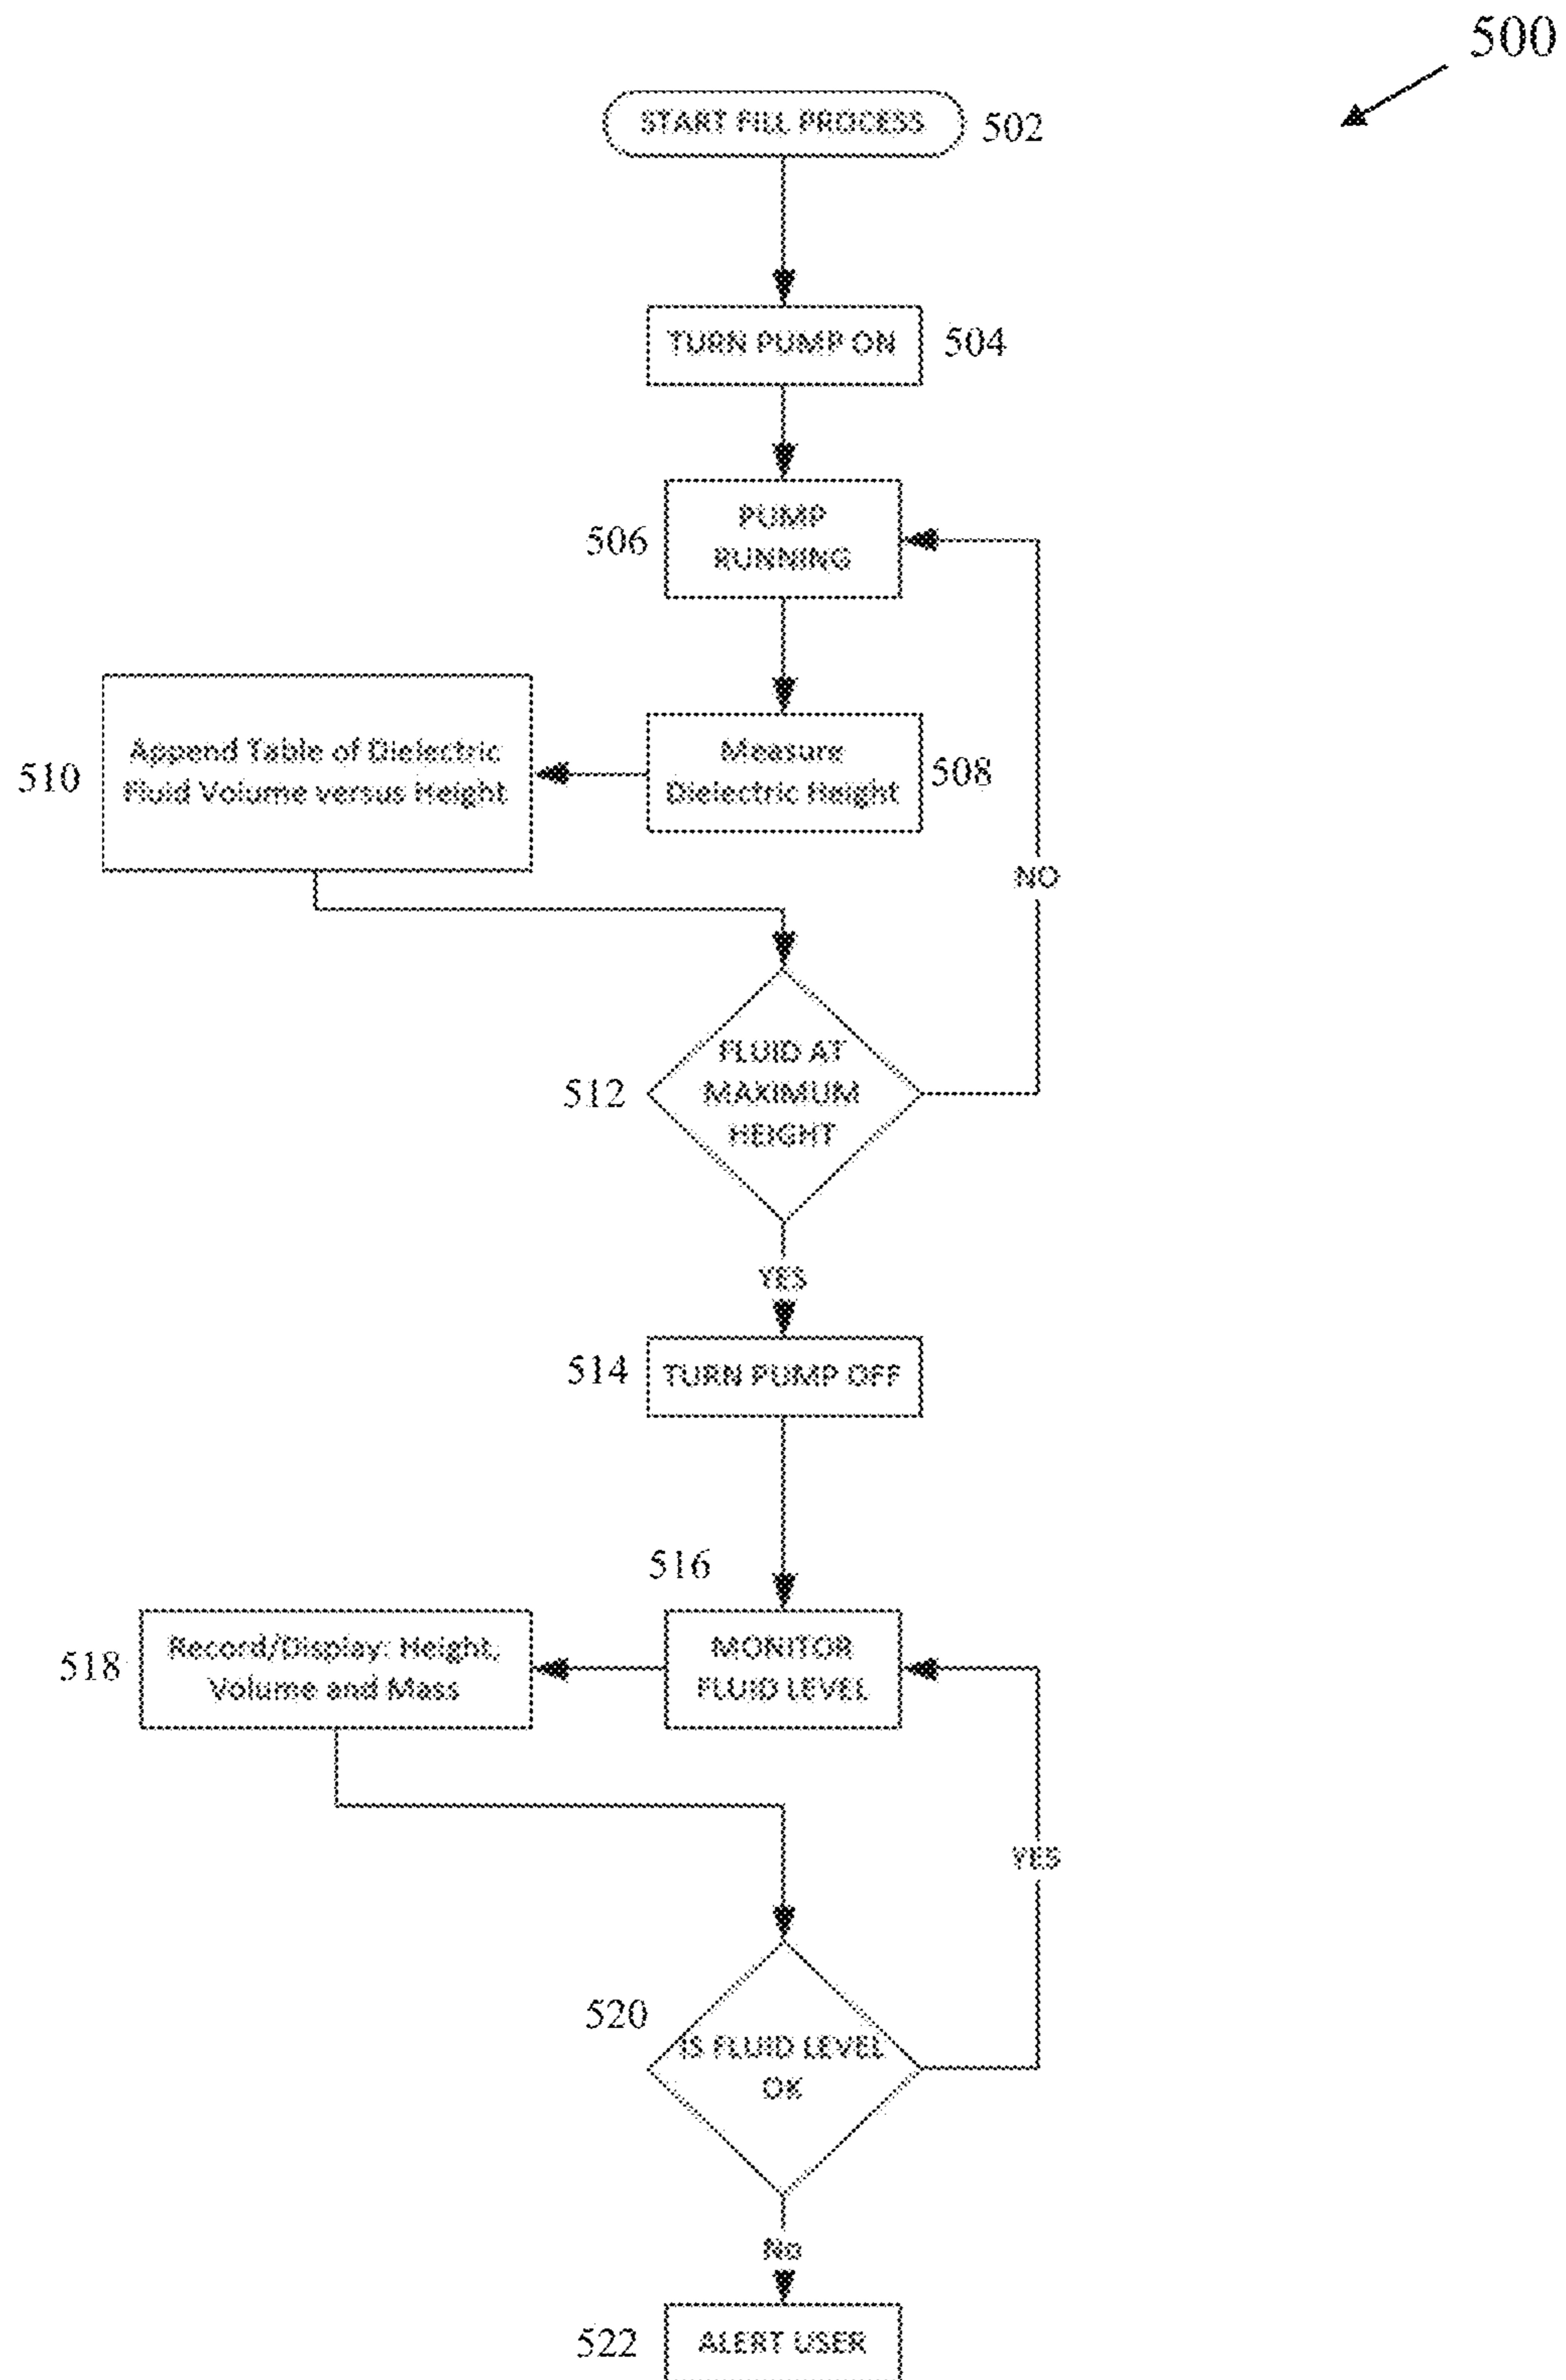 500
START FILL PROCESS
502
TURN PUMP ON
504
PUMP
RUNNING
506
Measure
Dielectric Height
508
Append Table of Dielectric
Fluid Volume versus Height
510
NO
FLUID AT
MAXIMUM
HEIGHT
512
YES
TURN PUMP OFF
514
516
MONITOR
FLUID LEVEL
Record/Display: Height,
Volume and Mass
518
YES
520
IS FLUID LEVEL
OK
No
ALERT USER
522